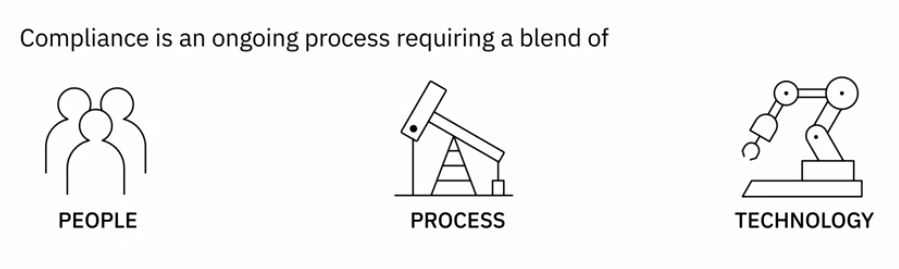 Compliance is an ongoing process requiring a blend of
PEOPLE
PROCESS
TECHNOLOGY